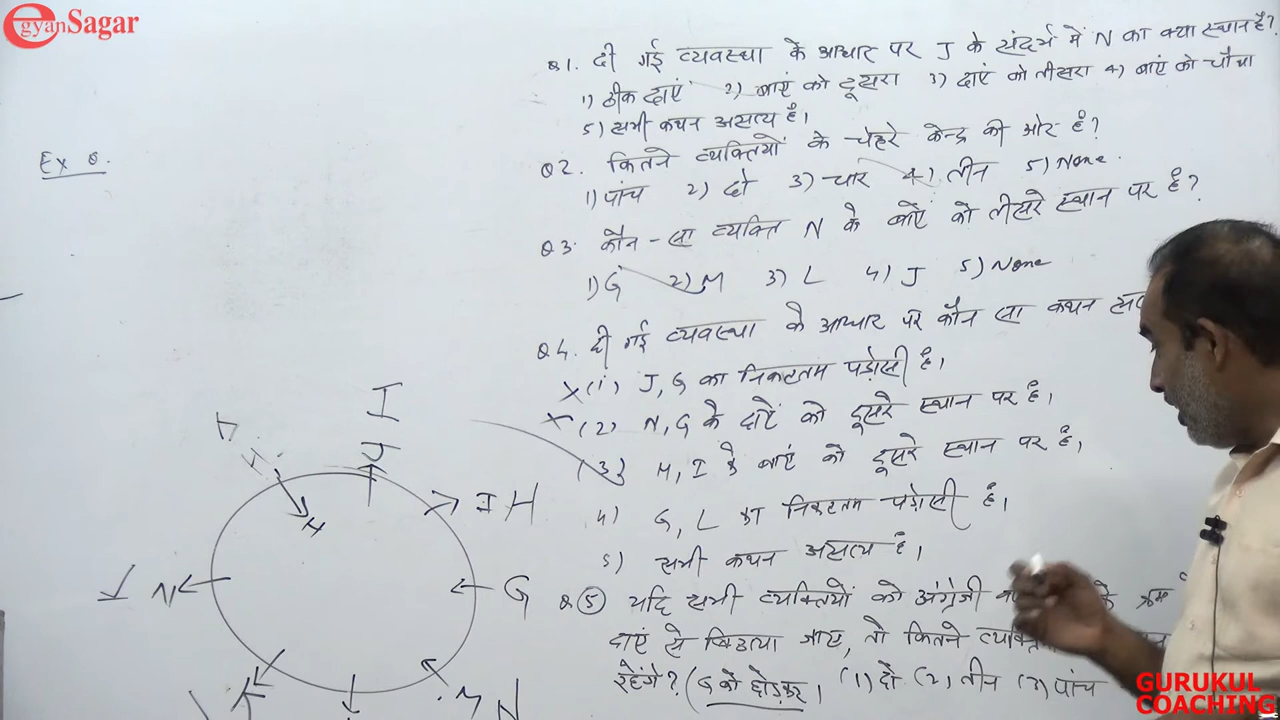 egyanSagar
Ex 8.
Q1. दी गई व्यवस्था के आधार पर J के संदर्भ में N का क्या स्थान है?
1) ठीक दाएं 2) बाएं को दूसरा 3) दाएं को तीसरा 4) बाएं को चौथा
5) सभी कथन असत्य हैं।
Q2. कितने व्यक्तियों के चेहरे केन्द्र की ओर हैं?
1) पांच 2) दो 3) चार 4) तीन 5) None.
Q3. कौन-सा व्यक्ति N के बाएं को तीसरे स्थान पर है?
1) G 2) M 3) L 4) J 5) None
Q4. दी गई व्यवस्था के आधार पर कौन सा कथन
(1) J, G का निकटतम पड़ोसी है।
(2) N, G के दाएं को दूसरे स्थान पर है।
(3) M, I के बाएं को दूसरे स्थान पर है,
4) G, L का निकटतम पड़ोसी है।
5) सभी कथन असत्य हैं।
Q 5 यदि सभी व्यक्तियों को अंग्रेजी के क्रम
दाएं से बिठाया जाए, तो कितने
रहेंगे? (G को छोड़कर, (1) दो (2) तीन (3) पांच
I
J
H
I H
N
G
M N
GURUKUL
COACHING